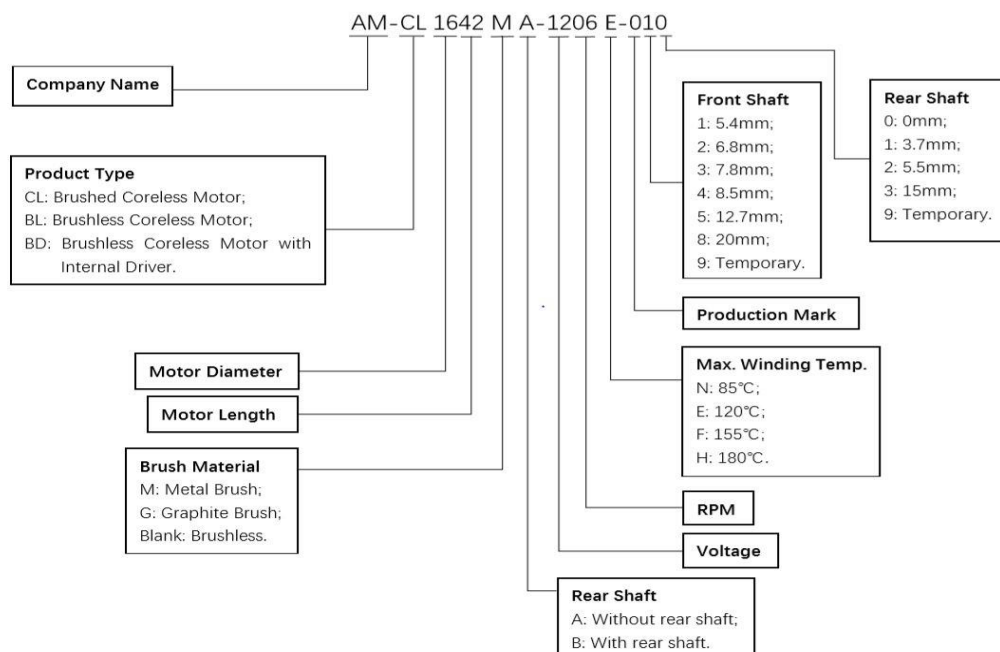 AM-CL 1642 M A-1206 E-010
Company Name
Product Type
CL: Brushed Coreless Motor;
BL: Brushless Coreless Motor;
BD: Brushless Coreless Motor with
Internal Driver.
Motor Diameter
Motor Length
Brush Material
M: Metal Brush;
G: Graphite Brush;
Blank: Brushless.
Front Shaft
1: 5.4mm;
2: 6.8mm;
3: 7.8mm;
4: 8.5mm;
5: 12.7mm;
8: 20mm;
9: Temporary.
Rear Shaft
0: 0mm;
1: 3.7mm;
2: 5.5mm;
3: 15mm;
9: Temporary.
Production Mark
Max. Winding Temp.
N: 85℃;
E: 120℃;
F: 155℃;
H: 180℃.
RPM
Voltage
Rear Shaft
A: Without rear shaft;
B: With rear shaft.